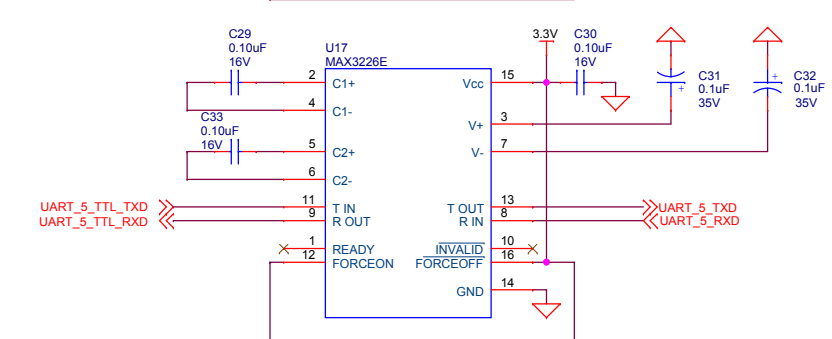 C29
0.10uF
16V
U17
MAX3226E
3.3V
C30
0.10uF
16V
C31
0.1uF
35V
C32
0.1uF
35V
+
+
2
C1+
Vcc
15
4
C1-
V+
3
C33
0.10uF
16V
5
C2+
V-
7
6
C2-
UART_5_TTL_TXD
11
T IN
T OUT
13
UART_5_TXD
UART_5_TTL_RXD
9
R OUT
R IN
8
UART_5_RXD
1
READY
INVALID
10
12
FORCEON
FORCEOFF
16
GND
14